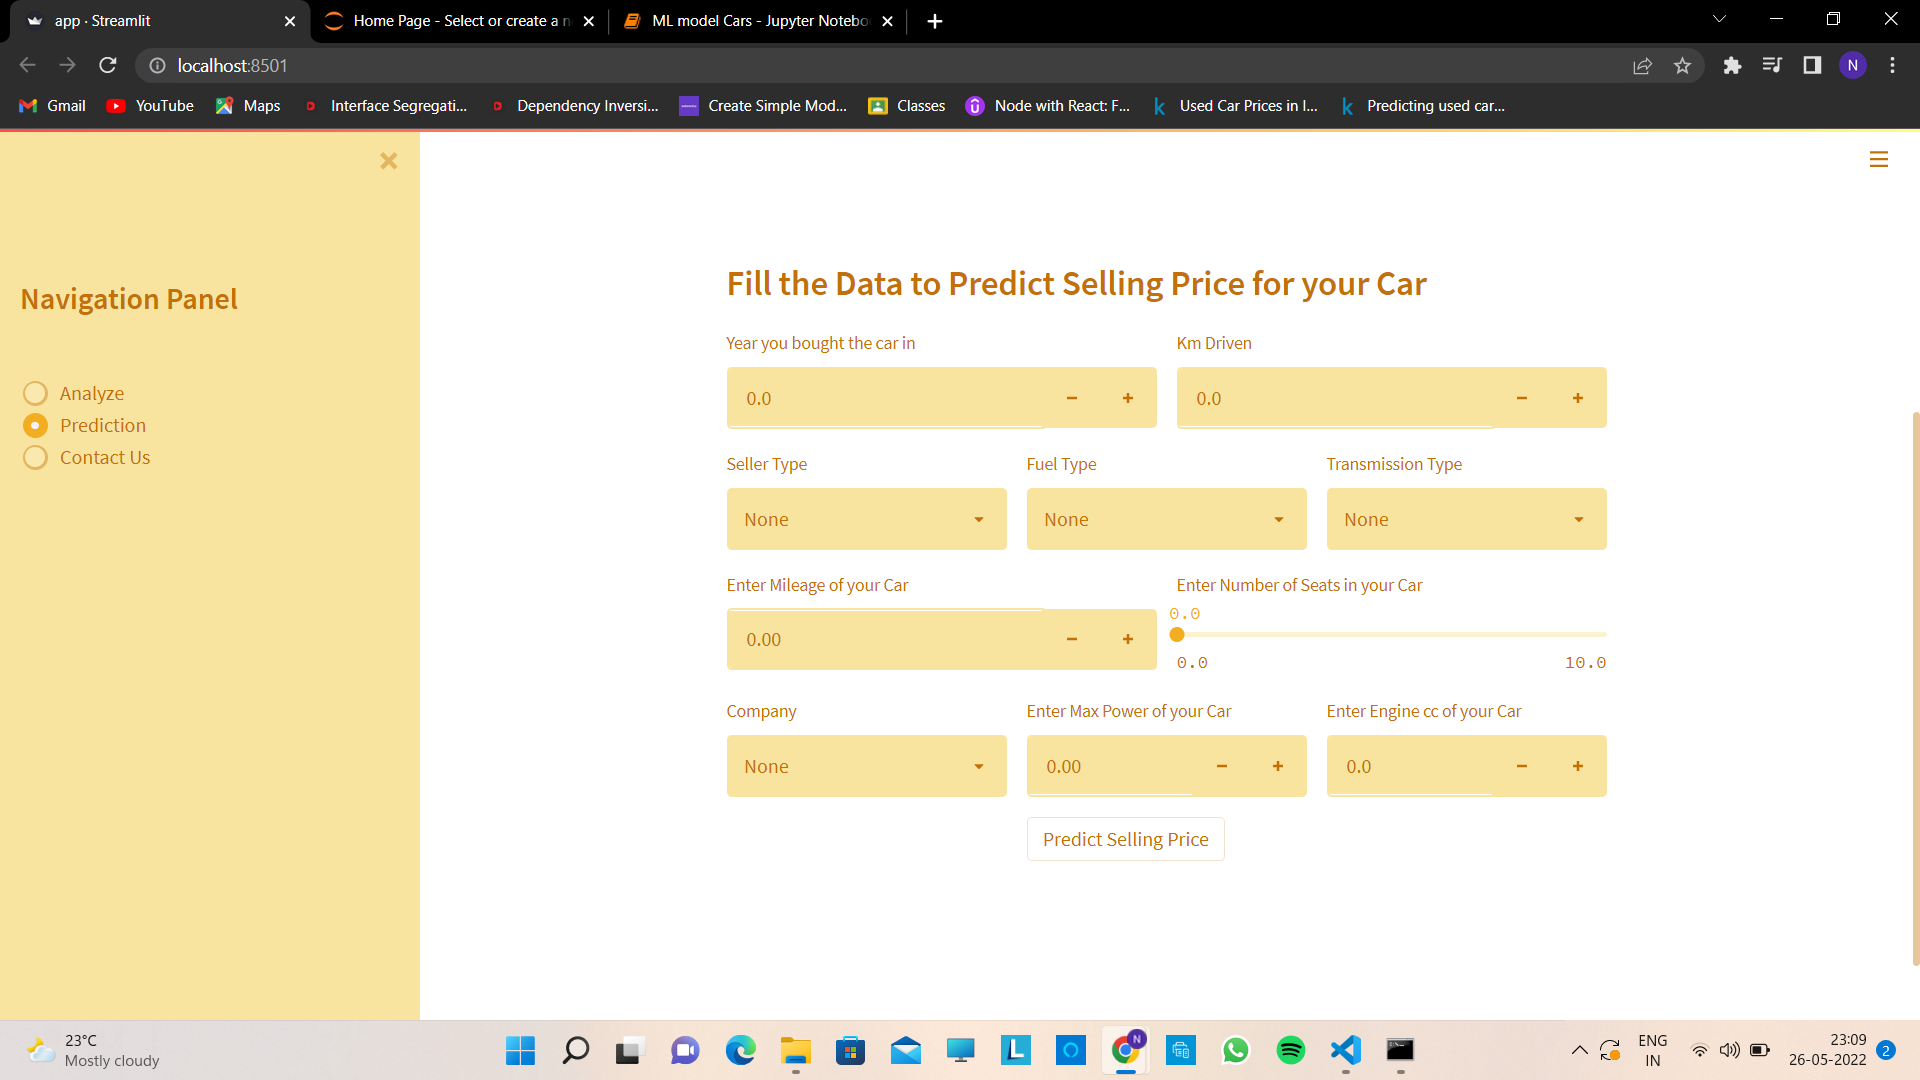 app · Streamlit
Home Page - Select or create a n
ML model Cars - Jupyter Notebo
localhost:8501
N
Gmail
YouTube
Maps
Interface Segregati...
Dependency Inversi...
Create Simple Mod...
Classes
Node with React: F...
Used Car Prices in I...
Predicting used car...
Navigation Panel
Analyze
Prediction
Contact Us
Fill the Data to Predict Selling Price for your Car
Year you bought the car in
Km Driven
0.0
0.0
Seller Type
Fuel Type
Transmission Type
None
None
None
Enter Mileage of your Car
Enter Number of Seats in your Car
0.0
0.00
0.0
10.0
Company
Enter Max Power of your Car
Enter Engine cc of your Car
None
0.00
0.0
Predict Selling Price
23°C
Mostly cloudy
N
ENG
IN
23:09
26-05-2022
2